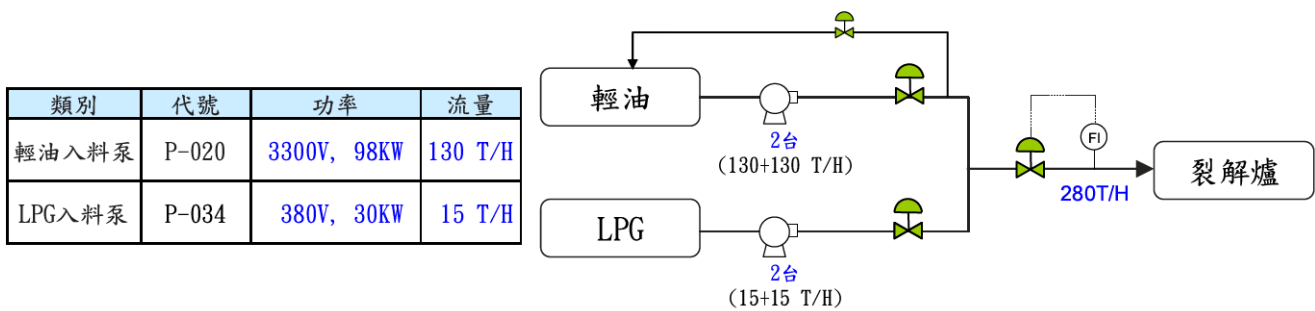 類別 代號 功率 流量
輕油入料泵 P-020 3300V, 98KW 130 T/H
LPG入料泵 P-034 380V, 30KW 15 T/H
輕油
2台
(130+130 T/H)
LPG
2台
(15+15 T/H)
FI
280T/H
裂解爐